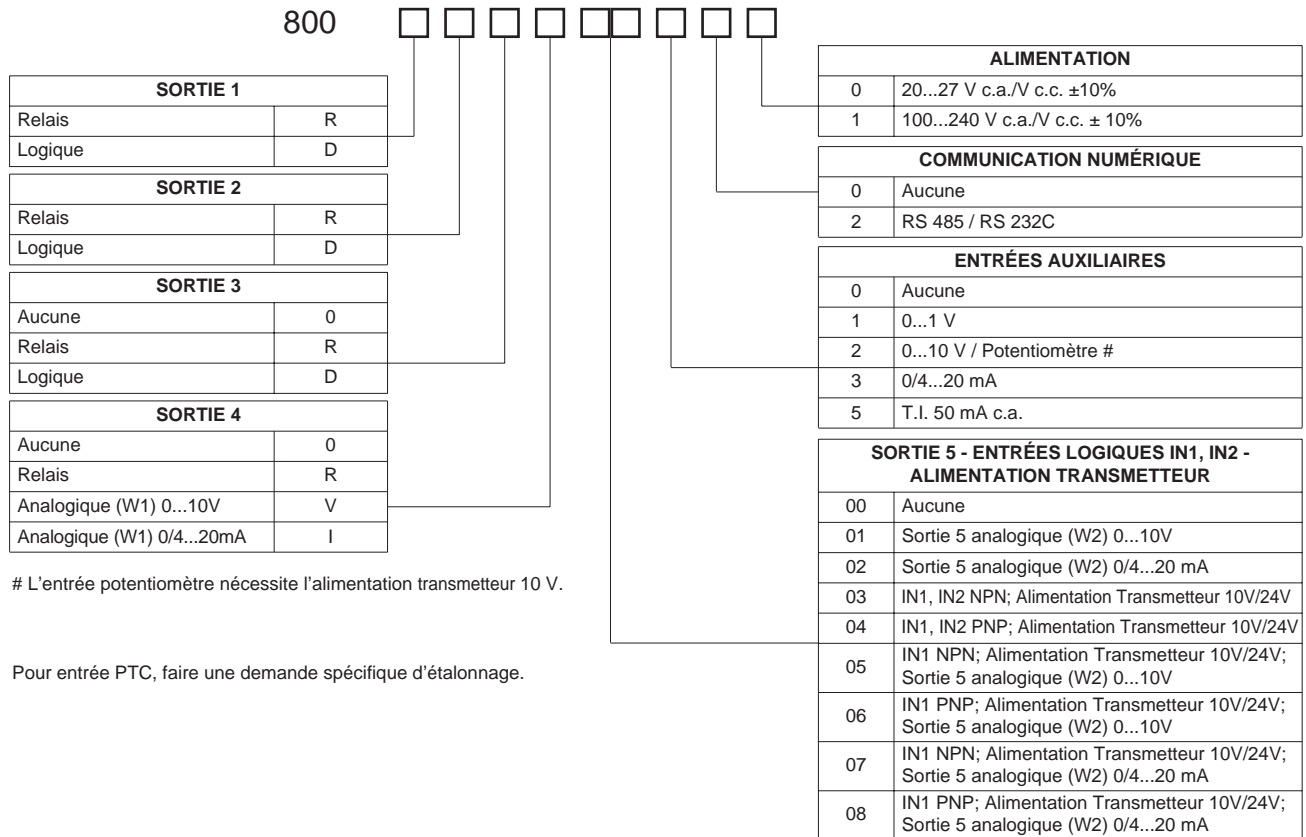 800
SORTIE 1
Relais R
Logique D
SORTIE 2
Relais R
Logique D
SORTIE 3
Aucune 0
Relais R
Logique D
SORTIE 4
Aucune 0
Relais R
Analogique (W1) 0...10V V
Analogique (W1) 0/4...20mA I
# L'entrée potentiomètre nécessite l'alimentation transmetteur 10 V.
Pour entrée PTC, faire une demande spécifique d'étalonnage.
ALIMENTATION
0 20...27 V c.a./V c.c. ±10%
1 100...240 V c.a./V c.c. ± 10%
COMMUNICATION NUMÉRIQUE
0 Aucune
2 RS 485 / RS 232C
ENTRÉES AUXILIAIRES
0 Aucune
1 0...1 V
2 0...10 V / Potentiomètre #
3 0/4...20 mA
5 T.I. 50 mA c.a.
SORTIE 5 - ENTRÉES LOGIQUES IN1, IN2 -
ALIMENTATION TRANSMETTEUR
00 Aucune
01 Sortie 5 analogique (W2) 0...10V
02 Sortie 5 analogique (W2) 0/4...20 mA
03 IN1, IN2 NPN; Alimentation Transmetteur 10V/24V
04 IN1, IN2 PNP; Alimentation Transmetteur 10V/24V
05 IN1 NPN; Alimentation Transmetteur 10V/24V;
Sortie 5 analogique (W2) 0...10V
06 IN1 PNP; Alimentation Transmetteur 10V/24V;
Sortie 5 analogique (W2) 0...10V
07 IN1 NPN; Alimentation Transmetteur 10V/24V;
Sortie 5 analogique (W2) 0/4...20 mA
08 IN1 PNP; Alimentation Transmetteur 10V/24V;
Sortie 5 analogique (W2) 0/4...20 mA